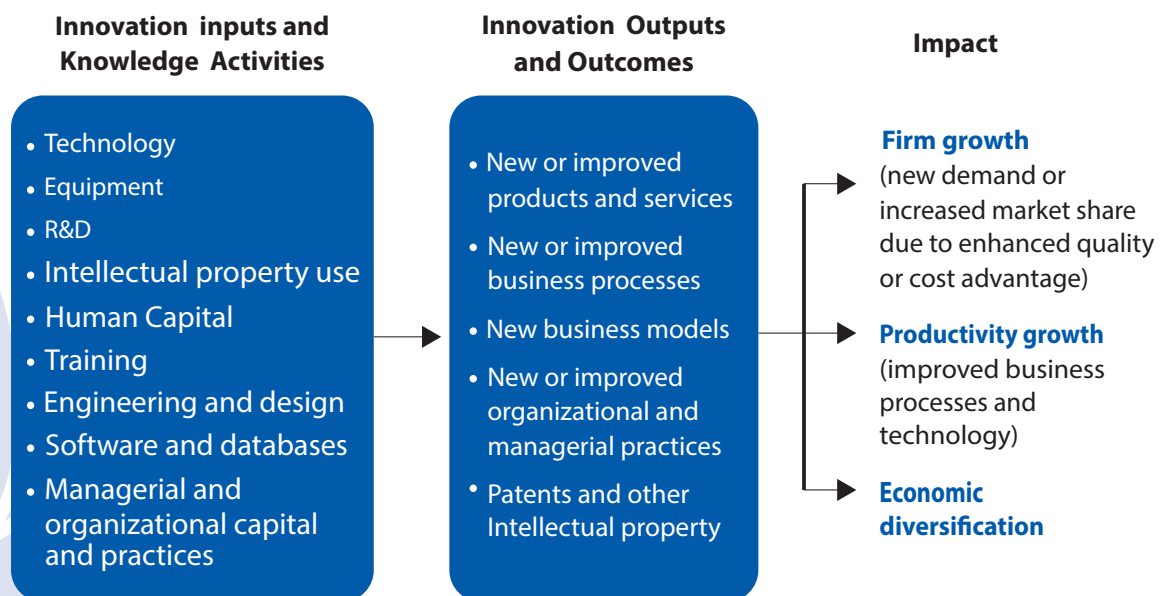 Innovation inputs and
Knowledge Activities
• Technology
• Equipment
• R&D
• Intellectual property use
• Human Capital
• Training
• Engineering and design
• Software and databases
• Managerial and
organizational capital
and practices
Innovation Outputs
and Outcomes
• New or improved
products and services
• New or improved
business processes
• New business models
• New or improved
organizational and
managerial practices
• Patents and other
Intellectual property
Impact
Firm growth
(new demand or
increased market share
due to enhanced quality
or cost advantage)
Productivity growth
(improved business
processes and
technology)
Economic
diversification